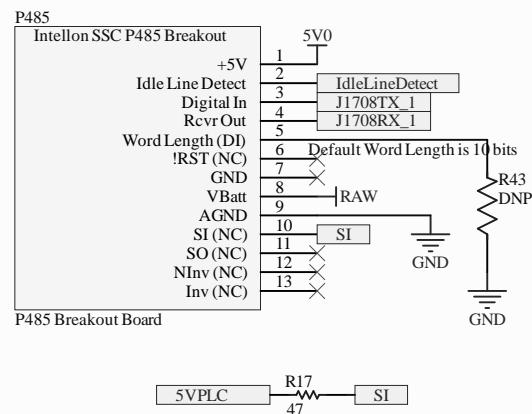 P485
Intellon SSC P485 Breakout
5V0
+5V 1
Idle Line Detect 2 IdleLineDetect
Digital In 3 J1708TX_1
Rcvr Out 4 J1708RX_1
Word Length (DI) 5
Default Word Length is 10 bits
!RST (NC) 6
GND 7
R43
DNP
VBatt 8 RAW
AGND 9
SI (NC) 10 SI
SO (NC) 11
GND
NInv (NC) 12
Inv (NC) 13
GND
P485 Breakout Board
5VPLC R17 SI
47